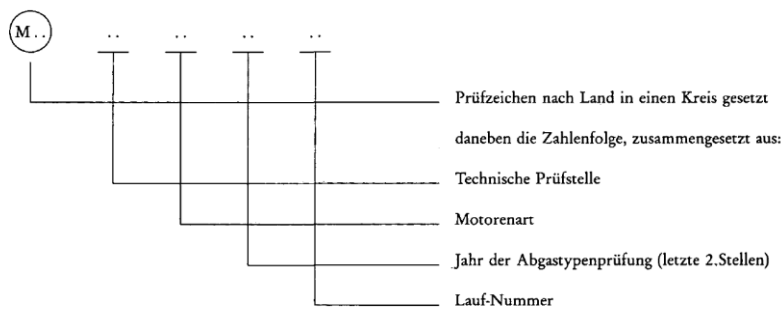 M.. .. .. .. ..
Prüfzeichen nach Land in einen Kreis gesetzt
daneben die Zahlenfolge, zusammengesetzt aus:
Technische Prüfstelle
Motorenart
Jahr der Abgastypenprüfung (letzte 2.Stellen)
Lauf-Nummer